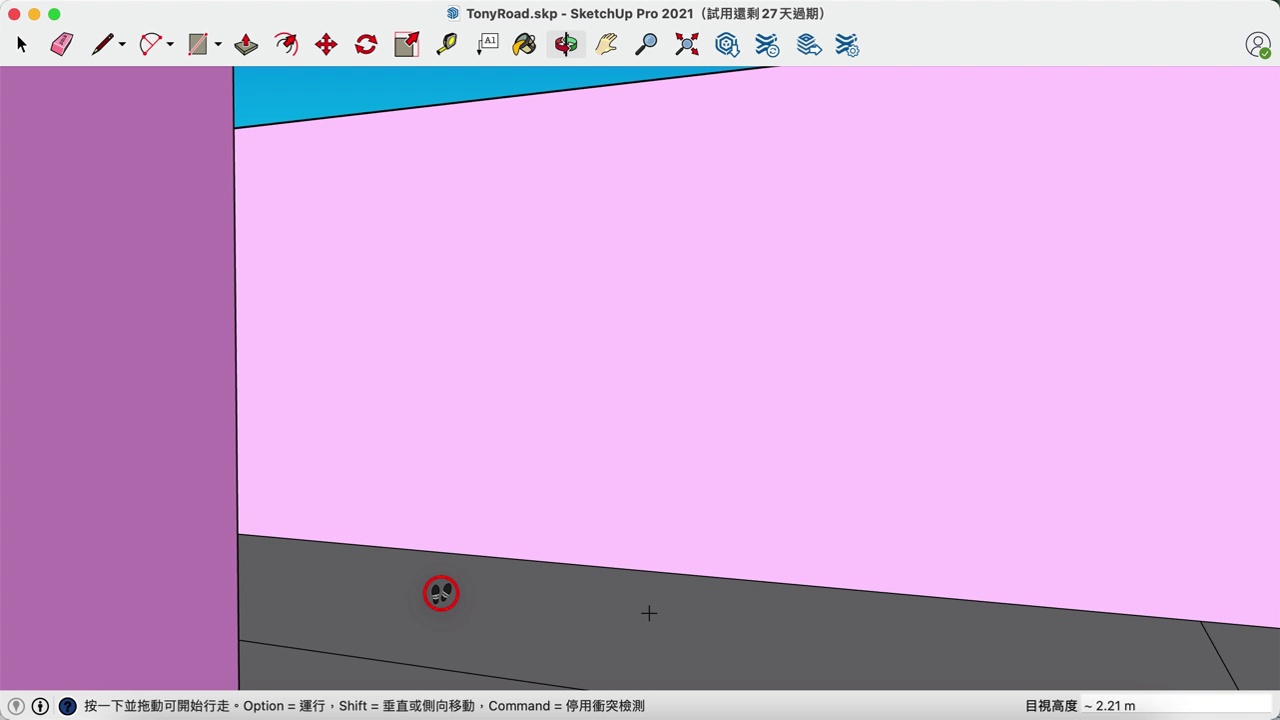 TonyRoad.skp - SketchUp Pro 2021（試用還剩 27 天過期）
A1
按一下並拖動可開始行走。Option = 運行，Shift = 垂直或側向移動，Command = 停用衝突檢測
目視高度 ~ 2.21 m